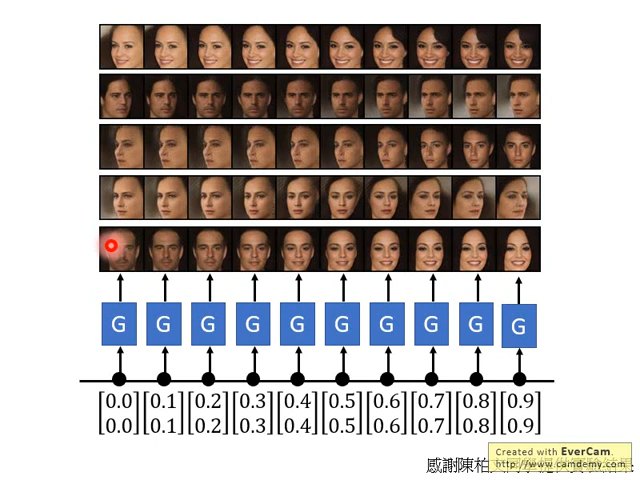 G G G G G G G G G G
[0.0 0.0] [0.1 0.1] [0.2 0.2] [0.3 0.3] [0.4 0.4] [0.5 0.5] [0.6 0.6] [0.7 0.7] [0.8 0.8] [0.9 0.9]
Created with EverCam.
http://www.camdemy.com
感謝陳柏